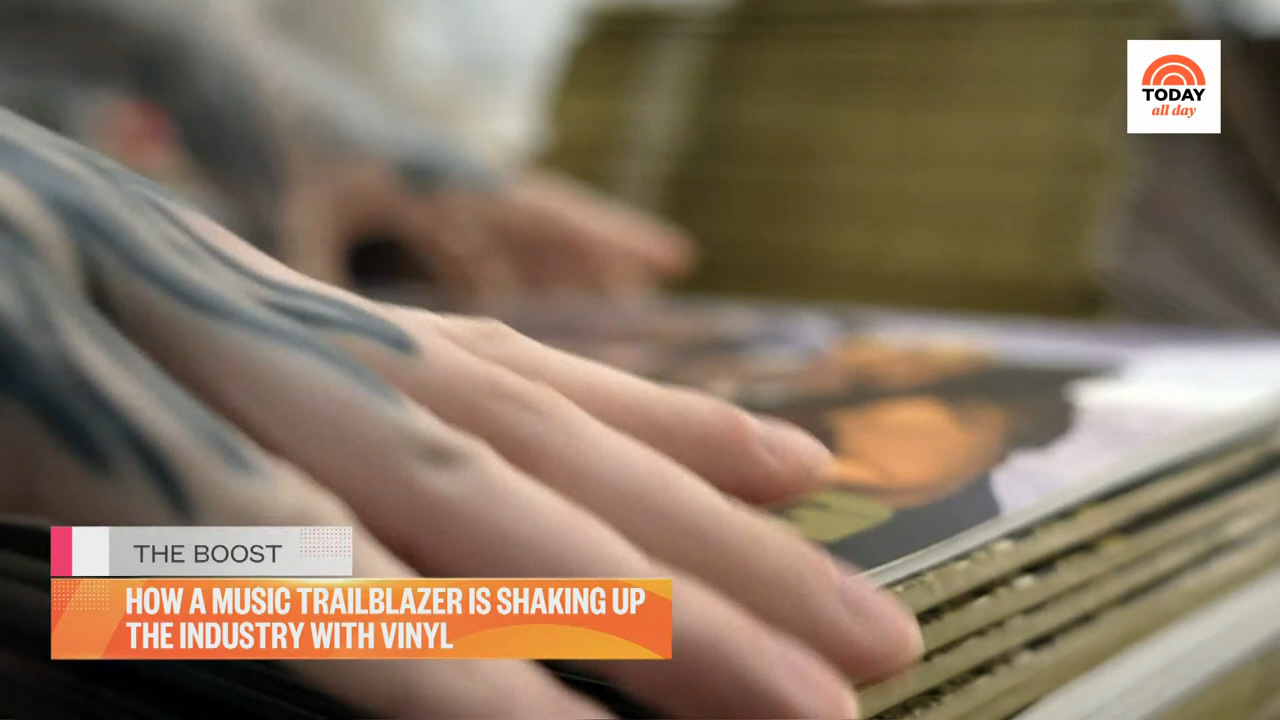 TODAY
all day
THE BOOST
HOW A MUSIC TRAILBLAZER IS SHAKING UP
THE INDUSTRY WITH VINYL